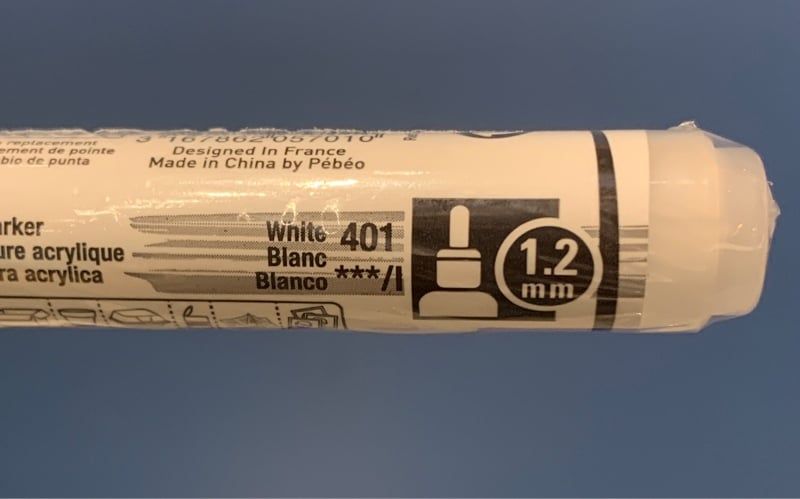 replacement
ement de pointe
bio de punta
3 167862 057010
Designed In France
Made in China by Pébéo
arker
ure acrylique
ra acrylica
White 401
Blanc
Blanco ***/I
1.2
mm